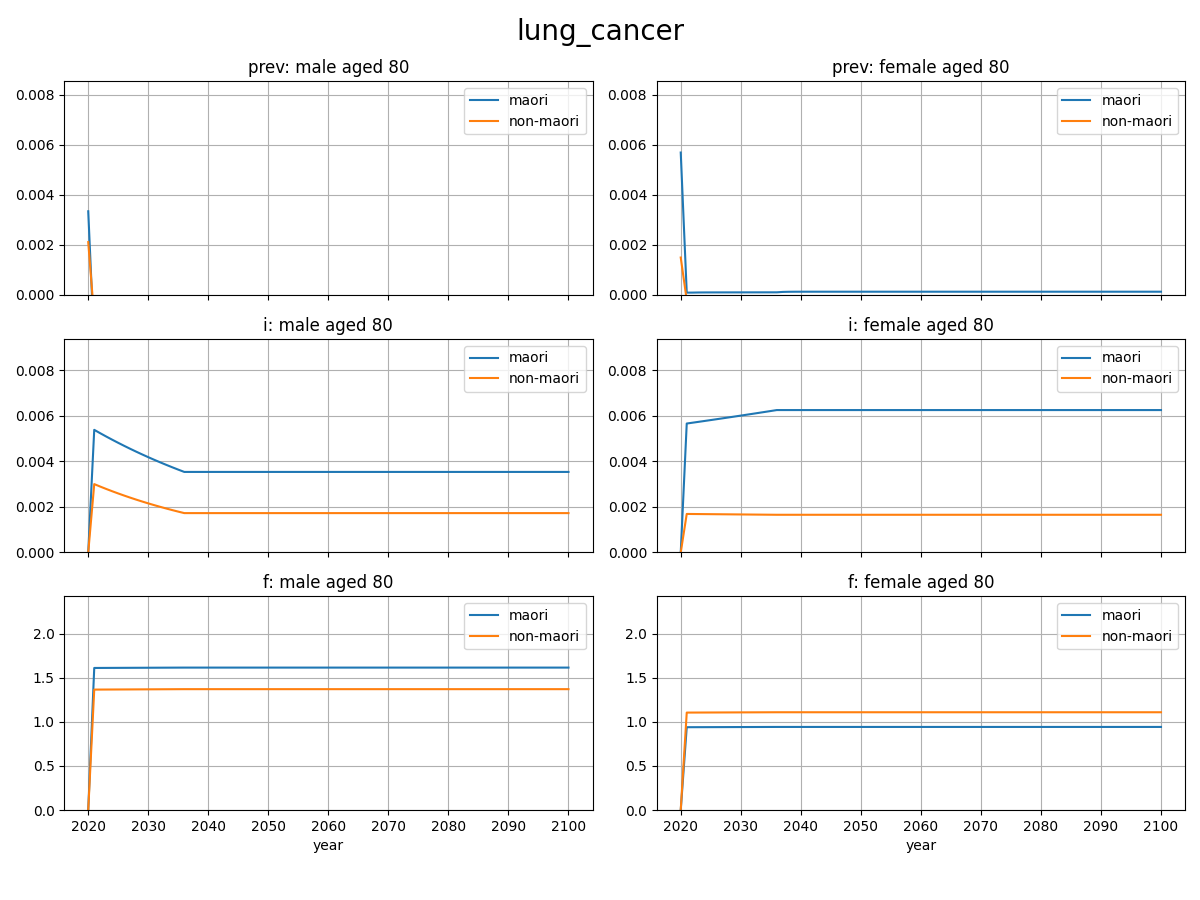 lung_cancer
prev: male aged 80
0.008
0.006
0.004
0.002
0.000
maori
non-maori
prev: female aged 80
0.008
0.006
0.004
0.002
0.000
maori
non-maori
i: male aged 80
0.008
0.006
0.004
0.002
0.000
maori
non-maori
i: female aged 80
0.008
0.006
0.004
0.002
0.000
maori
non-maori
f: male aged 80
2.0
1.5
1.0
0.5
0.0
maori
non-maori
2020 2030 2040 2050 2060 2070 2080 2090 2100
year
f: female aged 80
2.0
1.5
1.0
0.5
0.0
maori
non-maori
2020 2030 2040 2050 2060 2070 2080 2090 2100
year